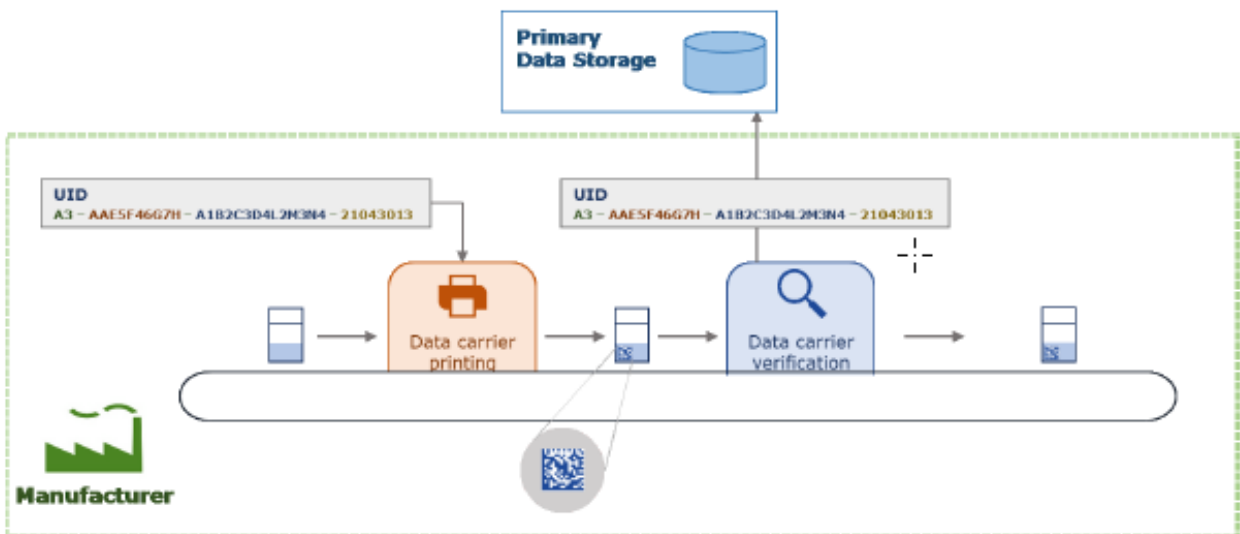 Primary
Data Storage
UID
A3 – AAE5F46G7H – A1B2C3D4L2M3N4 – 21043013
UID
A3 – AAE5F46G7H – A1B2C3D4L2M3N4 – 21043013
Data carrier
printing
Data carrier
verification
Manufacturer